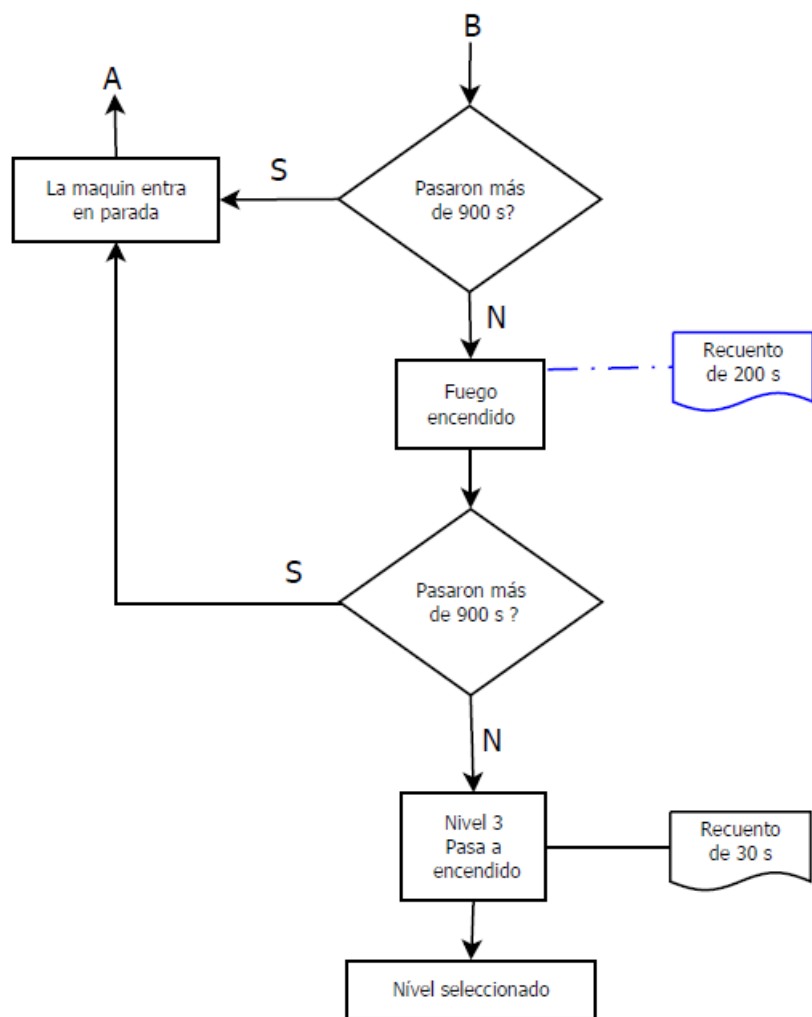 B
A
S
La maquin entra
en parada
Pasaron más
de 900 s?
N
Fuego
encendido
Recuento
de 200 s
S
Pasaron más
de 900 s ?
N
Nivel 3
Pasa a
encendido
Recuento
de 30 s
Nível seleccionado